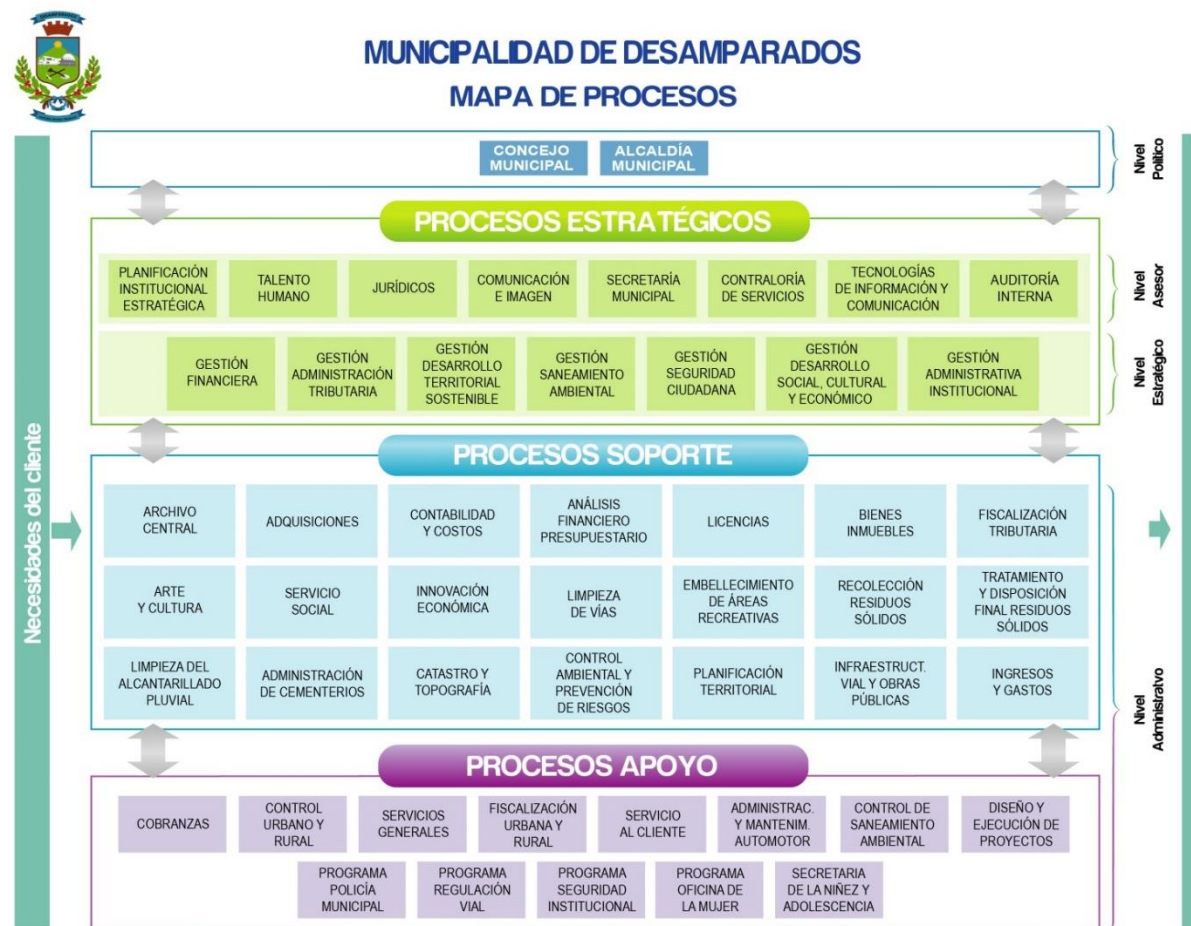 MUNICIPALIDAD DE DESAMPARADOS
MAPA DE PROCESOS
Necesidades del cliente
CONCEJO
MUNICIPAL
ALCALDÍA
MUNICIPAL
Nivel
Político
PROCESOS ESTRATÉGICOS
PLANIFICACIÓN
INSTITUCIONAL
ESTRATÉGICA
TALENTO
HUMANO
JURÍDICOS
COMUNICACIÓN
E IMAGEN
SECRETARÍA
MUNICIPAL
CONTRALORÍA
DE SERVICIOS
TECNOLOGÍAS
DE INFORMACIÓN Y
COMUNICACIÓN
AUDITORÍA
INTERNA
Nivel
Asesor
GESTIÓN
FINANCIERA
GESTIÓN
ADMINISTRACIÓN
TRIBUTARIA
GESTIÓN
DESARROLLO
TERRITORIAL
SOSTENIBLE
GESTIÓN
SANEAMIENTO
AMBIENTAL
GESTIÓN
SEGURIDAD
CIUDADANA
GESTIÓN
DESARROLLO
SOCIAL, CULTURAL
Y ECONÓMICO
GESTIÓN
ADMINISTRATIVA
INSTITUCIONAL
Nivel
Estratégico
PROCESOS SOPORTE
ARCHIVO
CENTRAL
ADQUISICIONES
CONTABILIDAD
Y COSTOS
ANÁLISIS
FINANCIERO
PRESUPUESTARIO
LICENCIAS
BIENES
INMUEBLES
FISCALIZACIÓN
TRIBUTARIA
ARTE
Y CULTURA
SERVICIO
SOCIAL
INNOVACIÓN
ECONÓMICA
LIMPIEZA
DE VÍAS
EMBELLECIMIENTO
DE ÁREAS
RECREATIVAS
RECOLECCIÓN
RESIDUOS
SÓLIDOS
TRATAMIENTO
Y DISPOSICIÓN
FINAL RESIDUOS
SÓLIDOS
LIMPIEZA DEL
ALCANTARILLADO
PLUVIAL
ADMINISTRACIÓN
DE CEMENTERIOS
CATASTRO Y
TOPOGRAFÍA
CONTROL
AMBIENTAL Y
PREVENCIÓN
DE RIESGOS
PLANIFICACIÓN
TERRITORIAL
INFRAESTRUCT.
VIAL Y OBRAS
PÚBLICAS
INGRESOS
Y GASTOS
Nivel
Administratvo
PROCESOS APOYO
COBRANZAS
CONTROL
URBANO Y
RURAL
SERVICIOS
GENERALES
FISCALIZACIÓN
URBANA Y
RURAL
SERVICIO
AL CLIENTE
ADMINISTRAC.
Y MANTENIM.
AUTOMOTOR
CONTROL DE
SANEAMIENTO
AMBIENTAL
DISEÑO Y
EJECUCIÓN DE
PROYECTOS
PROGRAMA
POLICÍA
MUNICIPAL
PROGRAMA
REGULACIÓN
VIAL
PROGRAMA
SEGURIDAD
INSTITUCIONAL
PROGRAMA
OFICINA DE
LA MUJER
SECRETARIA
DE LA NIÑEZ Y
ADOLESCENCIA